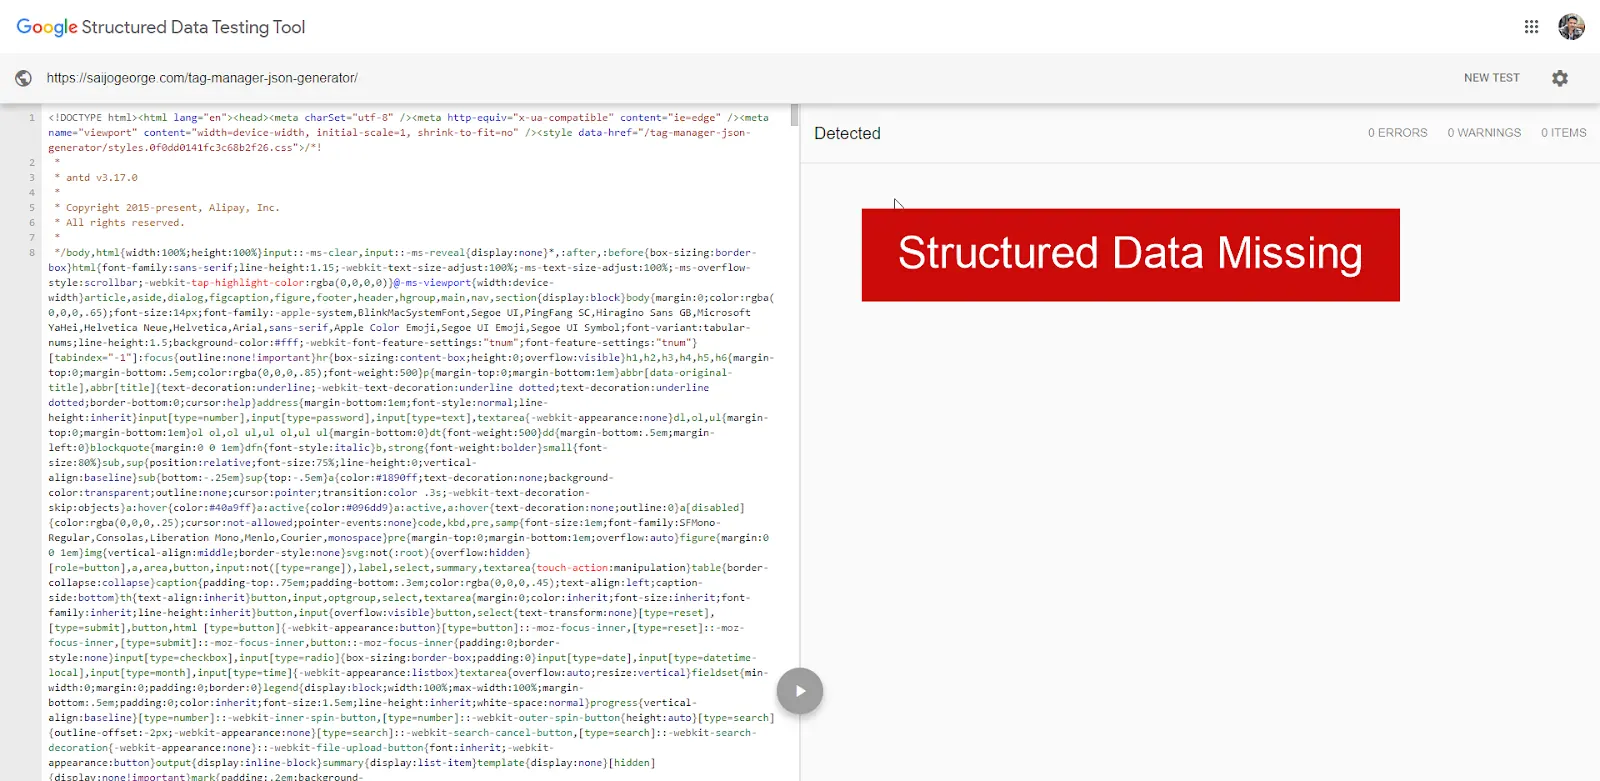 Google Structured Data Testing Tool
https://saijogeorge.com/tag-manager-json-generator/
NEW TEST
1 <!DOCTYPE html><html lang="en"><head><meta charSet="utf-8" /><meta http-equiv="x-ua-compatible" content="ie=edge" /><meta
name="viewport" content="width=device-width, initial-scale=1, shrink-to-fit=no" /><style data-href="/tag-manager-json-
generator/styles.0f0dd0141fc3c68b2f26.css">/*!
2 *
3 * antd v3.17.0
4 *
5 * Copyright 2015-present, Alipay, Inc.
6 * All rights reserved.
7 *
8 */body,html{width:100%;height:100%}input::-ms-clear,input::-ms-reveal{display:none}*,:after,:before{box-sizing:border-
box}html{font-family:sans-serif;line-height:1.15;-webkit-text-size-adjust:100%;-ms-text-size-adjust:100%;-ms-overflow-
style:scrollbar;-webkit-tap-highlight-color:rgba(0,0,0,0)}@-ms-viewport{width:device-
width}article,aside,dialog,figcaption,figure,footer,header,hgroup,main,nav,section{display:block}body{margin:0;color:rgba(
0,0,0,.65);font-size:14px;font-family:-apple-system,BlinkMacSystemFont,Segoe UI,PingFang SC,Hiragino Sans GB,Microsoft
YaHei,Helvetica Neue,Helvetica,Arial,sans-serif,Apple Color Emoji,Segoe UI Emoji,Segoe UI Symbol;font-variant:tabular-
nums;line-height:1.5;background-color:#fff;-webkit-font-feature-settings:"tnum";font-feature-settings:"tnum"}
[tabindex="-1"]:focus{outline:none!important}hr{box-sizing:content-box;height:0;overflow:visible}h1,h2,h3,h4,h5,h6{margin-
top:0;margin-bottom:.5em;color:rgba(0,0,0,.85);font-weight:500}p{margin-top:0;margin-bottom:1em}abbr[data-original-
title],abbr[title]{text-decoration:underline;-webkit-text-decoration:underline dotted;text-decoration:underline
dotted;border-bottom:0;cursor:help}address{margin-bottom:1em;font-style:normal;line-
height:inherit}input[type=number],input[type=password],input[type=text],textarea{-webkit-appearance:none}dl,ol,ul{margin-
top:0;margin-bottom:1em}ol ol,ol ul,ul ol,ul ul{margin-bottom:0}dt{font-weight:500}dd{margin-bottom:.5em;margin-
left:0}blockquote{margin:0 0 1em}dfn{font-style:italic}b,strong{font-weight:bolder}small{font-
size:80%}sub,sup{position:relative;font-size:75%;line-height:0;vertical-
align:baseline}sub{bottom:-.25em}sup{top:-.5em}a{color:#1890ff;text-decoration:none;background-
color:transparent;outline:none;cursor:pointer;transition:color .3s;-webkit-text-decoration-
skip:objects}a:hover{color:#40a9ff}a:active{color:#096dd9}a:active,a:hover{text-decoration:none;outline:0}a[disabled]
{color:rgba(0,0,0,.25);cursor:not-allowed;pointer-events:none}code,kbd,pre,samp{font-size:1em;font-family:SFMono-
Regular,Consolas,Liberation Mono,Menlo,Courier,monospace}pre{margin-top:0;margin-bottom:1em;overflow:auto}figure{margin:0
0 1em}img{vertical-align:middle;border-style:none}svg:not(:root){overflow:hidden}
[role=button],a,area,button,input:not([type=range]),label,select,summary,textarea{touch-action:manipulation}table{border-
collapse:collapse}caption{padding-top:.75em;padding-bottom:.3em;color:rgba(0,0,0,.45);text-align:left;caption-
side:bottom}th{text-align:inherit}button,input,optgroup,select,textarea{margin:0;color:inherit;font-size:inherit;font-
family:inherit;line-height:inherit}button,input{overflow:visible}button,select{text-transform:none}[type=reset],
[type=submit],button,html [type=button]{-webkit-appearance:button}[type=button]::-moz-focus-inner,[type=reset]::-moz-
focus-inner,[type=submit]::-moz-focus-inner,button::-moz-focus-inner{padding:0;border-
style:none}input[type=checkbox],input[type=radio]{box-sizing:border-box;padding:0}input[type=date],input[type=datetime-
local],input[type=month],input[type=time]{-webkit-appearance:listbox}textarea{overflow:auto;resize:vertical}fieldset{min-
width:0;margin:0;padding:0;border:0}legend{display:block;width:100%;max-width:100%;margin-
bottom:.5em;padding:0;color:inherit;font-size:1.5em;line-height:inherit;white-space:normal}progress{vertical-
align:baseline}[type=number]::-webkit-inner-spin-button,[type=number]::-webkit-outer-spin-button{height:auto}[type=search]
{outline-offset:-2px;-webkit-appearance:none}[type=search]::-webkit-search-cancel-button,[type=search]::-webkit-search-
decoration{-webkit-appearance:none}::-webkit-file-upload-button{font:inherit;-webkit-
appearance:button}output{display:inline-block}summary{display:list-item}template{display:none}[hidden]
{display:none!important}mark{padding:.2em;background-
Detected
0 ERRORS 0 WARNINGS 0 ITEMS
Structured Data Missing